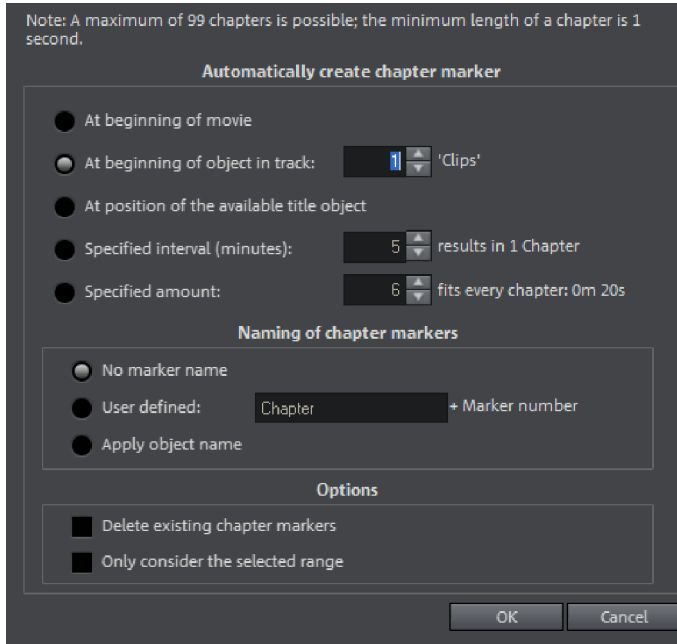 Note: A maximum of 99 chapters is possible; the minimum length of a chapter is 1
second.
Automatically create chapter marker
At beginning of movie
At beginning of object in track: 1 'Clips'
At position of the available title object
Specified interval (minutes): 5 results in 1 Chapter
Specified amount: 6 fits every chapter: 0m 20s
Naming of chapter markers
No marker name
User defined: Chapter + Marker number
Apply object name
Options
Delete existing chapter markers
Only consider the selected range
OK Cancel